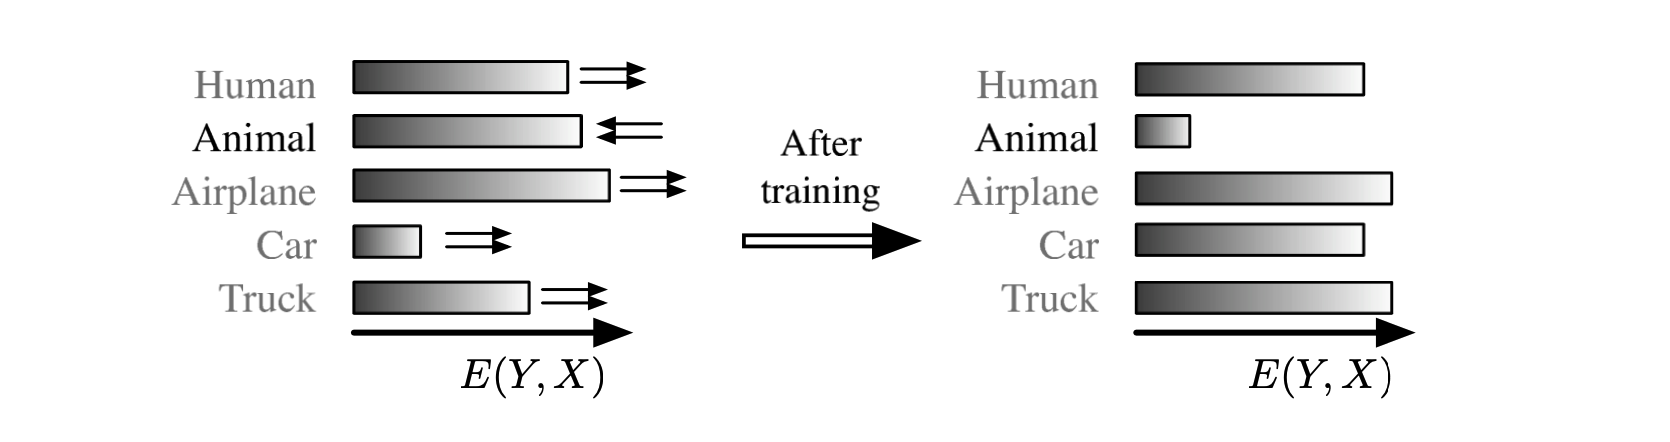 Human
Animal
Airplane
Car
Truck
E(Y, X)
After
training
Human
Animal
Airplane
Car
Truck
E(Y, X)